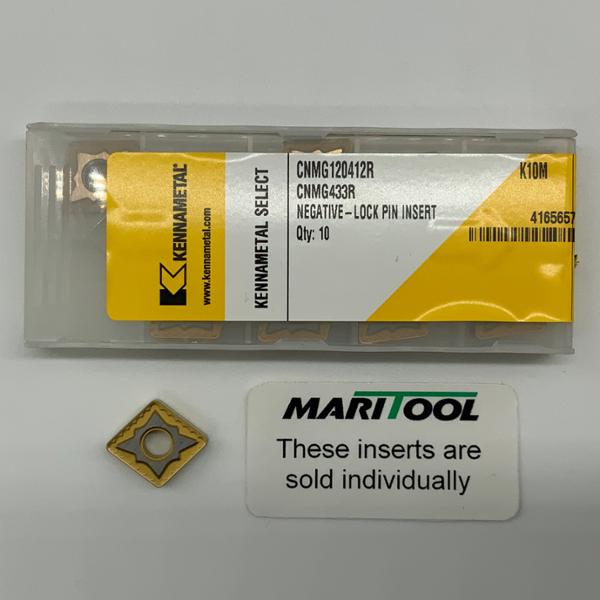 KENNAMETAL®
www.kennametal.com
KENNAMETAL SELECT
CNMG120412R
K10M
CNMG433R
NEGATIVE-LOCK PIN INSERT
4165657
Qty: 10
MARITOOL
These inserts are
sold individually